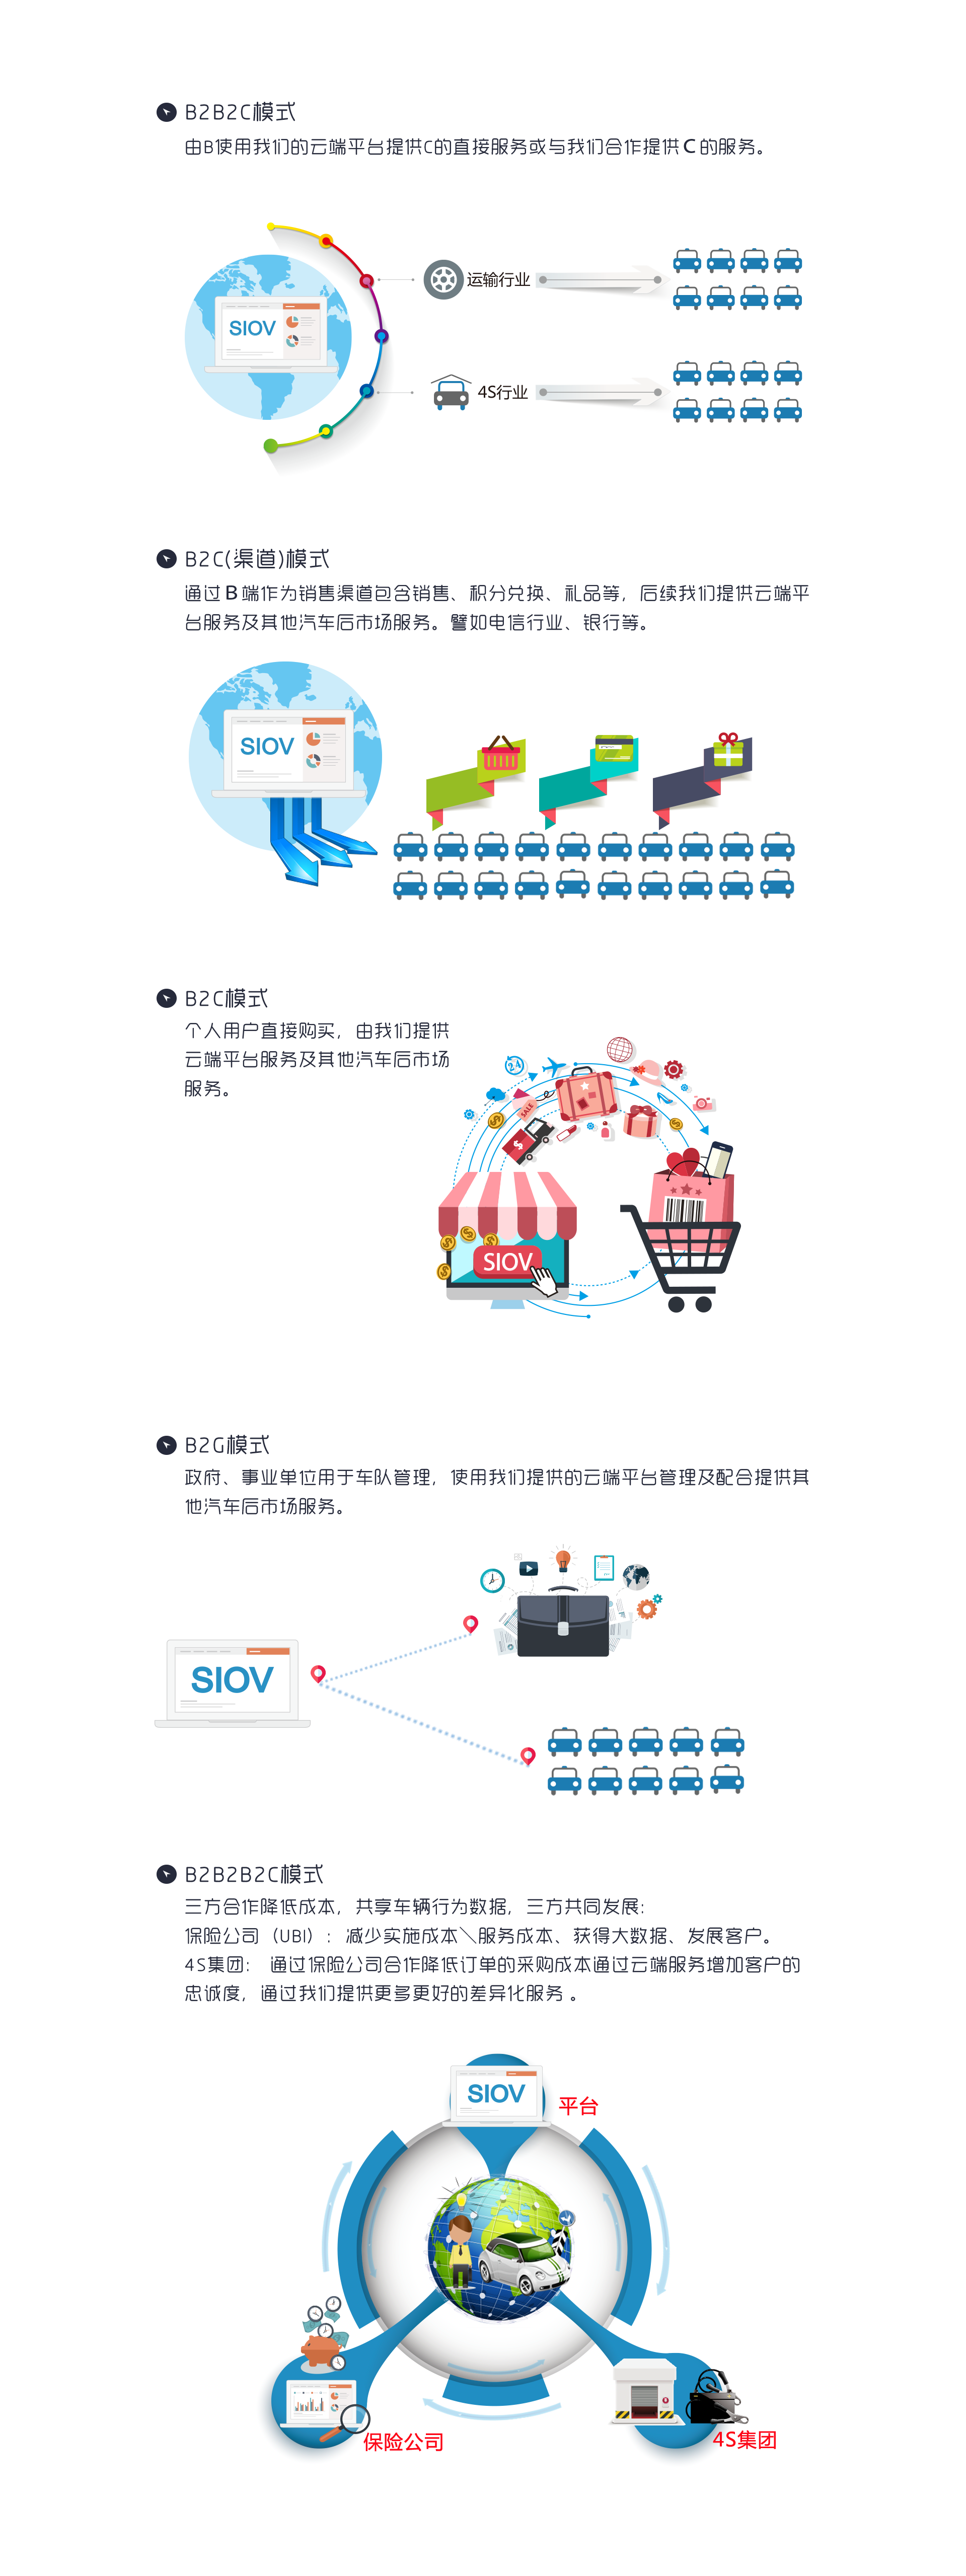 B2B2C模式
由B使用我们的云端平台提供C的直接服务或与我们合作提供C的服务。
SIOV
运输行业
4S行业
B2C(渠道)模式
通过B端作为销售渠道包含销售、积分兑换、礼品等，后续我们提供云端平
台服务及其他汽车后市场服务。譬如电信行业、银行等。
SIOV
B2C模式
个人用户直接购买，由我们提供
云端平台服务及其他汽车后市场
服务。
24
SALE
SIOV
B2G模式
政府、事业单位用于车队管理，使用我们提供的云端平台管理及配合提供其
他汽车后市场服务。
SIOV
B2B2B2C模式
三方合作降低成本，共享车辆行为数据，三方共同发展:
保险公司（UBI）：减少实施成本＼服务成本、获得大数据、发展客户。
4S集团：通过保险公司合作降低订单的采购成本通过云端服务增加客户的
忠诚度，通过我们提供更多更好的差异化服务。
SIOV
平台
保险公司
4S集团